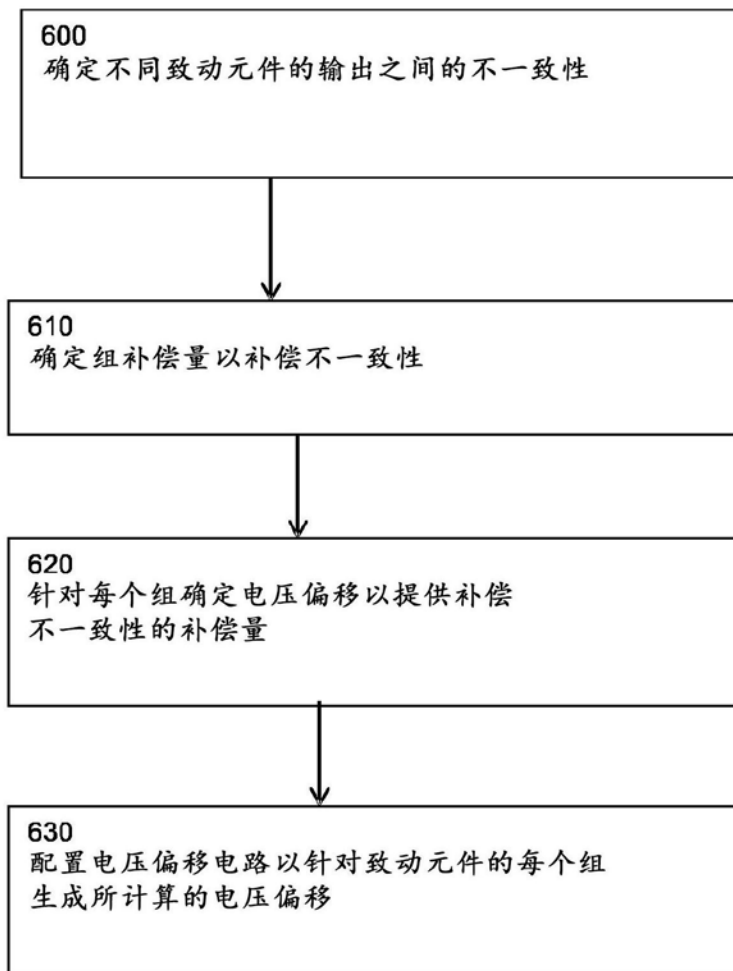 600
确定不同致动元件的输出之间的不一致性
610
确定组补偿量以补偿不一致性
620
针对每个组确定电压偏移以提供补偿
不一致性的补偿量
630
配置电压偏移电路以针对致动元件的每个组
生成所计算的电压偏移